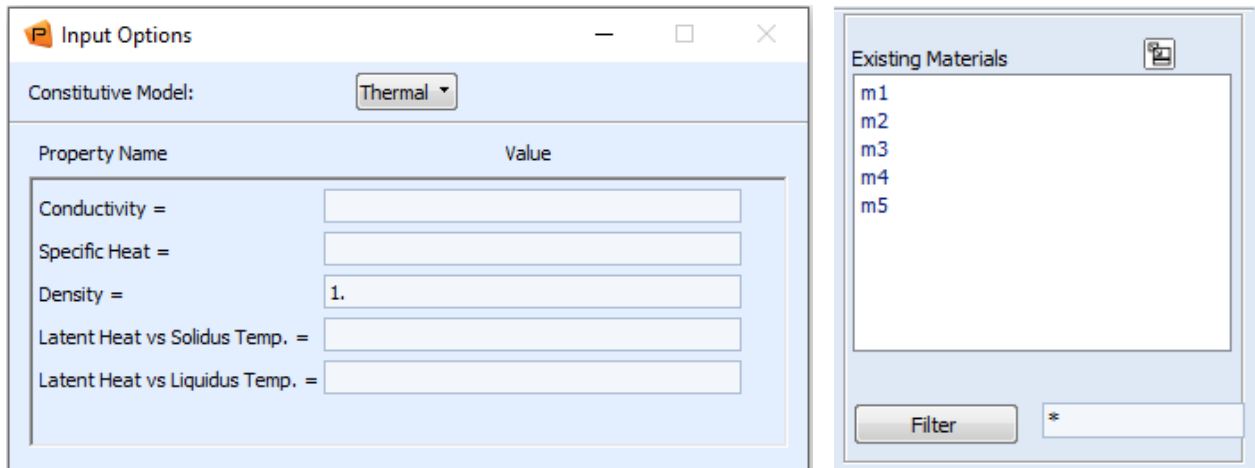 Input Options
Constitutive Model: Thermal
Property Name Value
Conductivity =
Specific Heat =
Density = 1.
Latent Heat vs Solidus Temp. =
Latent Heat vs Liquidus Temp. =
Existing Materials
m1
m2
m3
m4
m5
Filter *